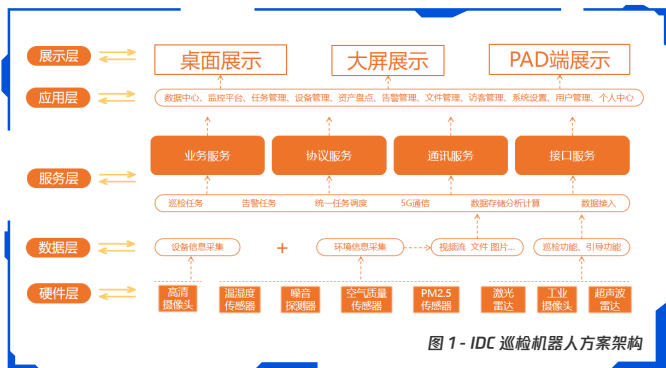 展示层
桌面展示
大屏展示
PAD端展示
应用层
数据中心、监控平台、任务管理、设备管理、资产盘点、告警管理、文件管理、访客管理、系统设置、用户管理、个人中心
服务层
业务服务
协议服务
通讯服务
接口服务
巡检任务
告警任务
统一任务调度
5G通信
数据存储分析计算
数据接入
数据层
设备信息采集
+
环境信息采集
视频流 文件 图片...
巡检功能、引导功能
硬件层
高清
摄像头
温湿度
传感器
噪音
探测器
空气质量
传感器
PM2.5
传感器
激光
雷达
工业
摄像头
超声波
雷达
图 1 - IDC 巡检机器人方案架构